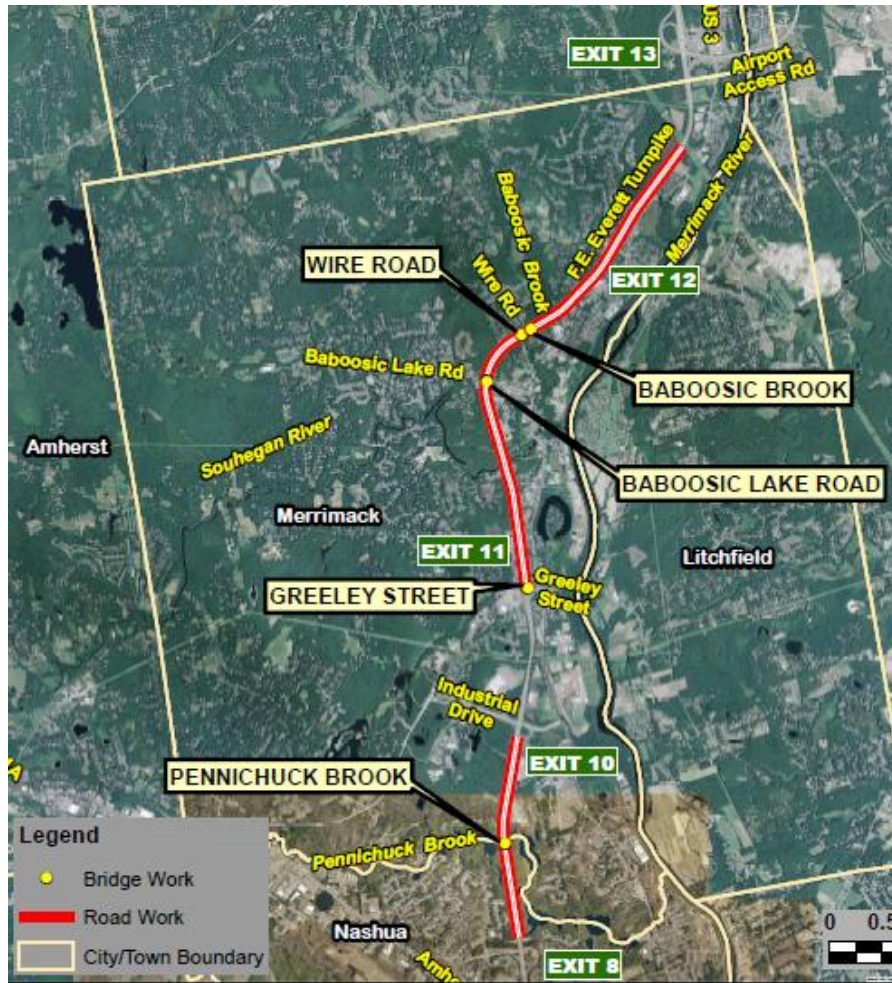 US 3
EXIT 13
Airport
Access Rd
F.E. Everett Turnpike
Merrimack River
Baboosic Brook
WIRE ROAD
Wire Rd
EXIT 12
Baboosic Lake Rd
BABOOSIC BROOK
Souhegan River
Amherst
BABOOSIC LAKE ROAD
Merrimack
EXIT 11
Litchfield
GREELEY STREET
Greeley
Street
Industrial
Drive
EXIT 10
PENNICHUCK BROOK
Legend
Bridge Work
Road Work
City/Town Boundary
Pennichuck Brook
Nashua
EXIT 8
0 0.5